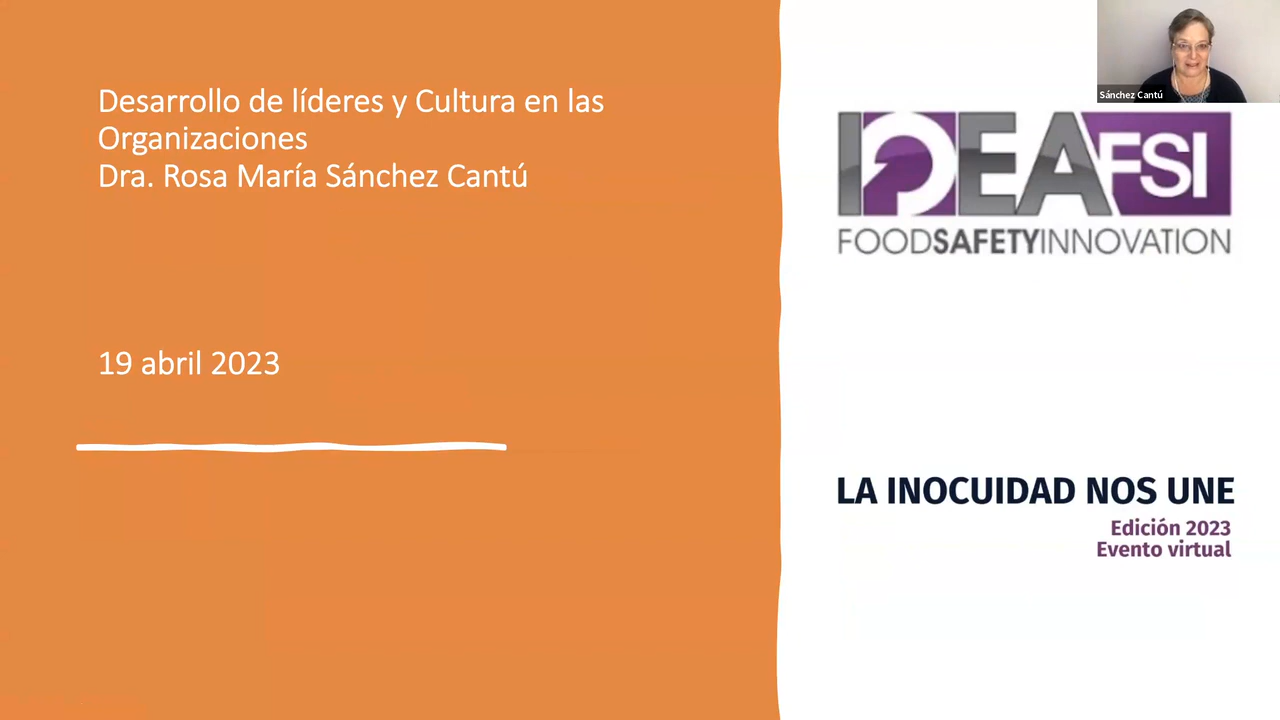 Desarrollo de líderes y Cultura en las
Organizaciones
Dra. Rosa María Sánchez Cantú
19 abril 2023
Sánchez Cantú
IDEAFSI
FOODSAFETYINNOVATION
LA INOCUIDAD NOS UNE
Edición 2023
Evento virtual